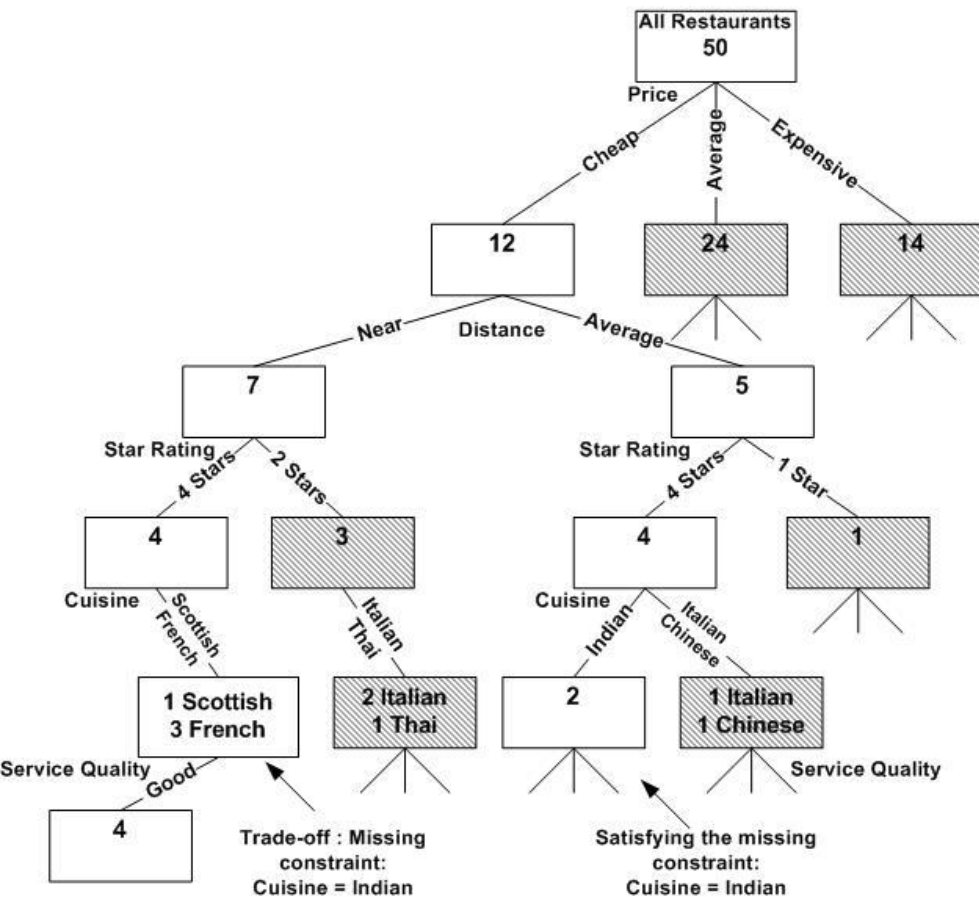 All Restaurants
50
Price
Cheap
Average
Expensive
12
24
14
Near
Distance
Average
7
5
Star Rating
4 Stars
2 Stars
Star Rating
4 Stars
1 Star
4
3
4
1
Cuisine
Scottish
French
Italian
Thai
Cuisine
Indian
Italian
Chinese
1 Scottish
3 French
2 Italian
1 Thai
2
1 Italian
1 Chinese
Service Quality
Good
Service Quality
4
Trade-off : Missing
constraint:
Cuisine = Indian
Satisfying the missing
constraint:
Cuisine = Indian